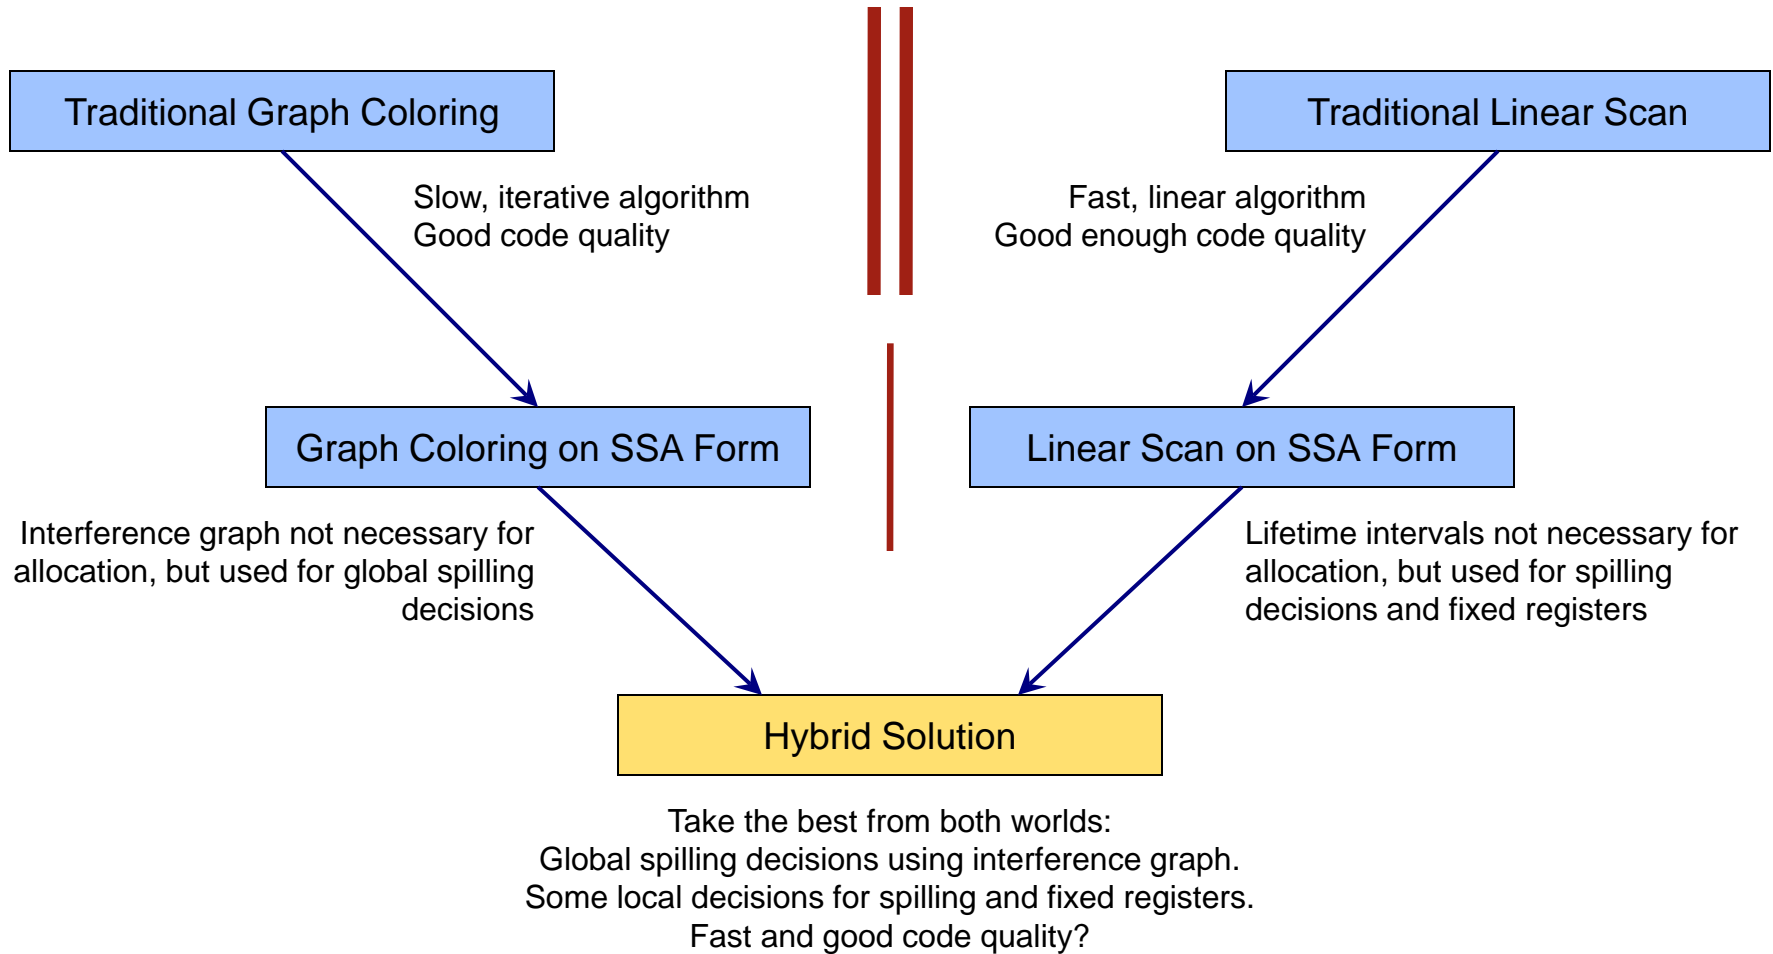 Traditional Graph Coloring
Traditional Linear Scan
Slow, iterative algorithm
Good code quality
Fast, linear algorithm
Good enough code quality
Graph Coloring on SSA Form
Linear Scan on SSA Form
Interference graph not necessary for
allocation, but used for global spilling
decisions
Lifetime intervals not necessary for
allocation, but used for spilling
decisions and fixed registers
Hybrid Solution
Take the best from both worlds:
Global spilling decisions using interference graph.
Some local decisions for spilling and fixed registers.
Fast and good code quality?